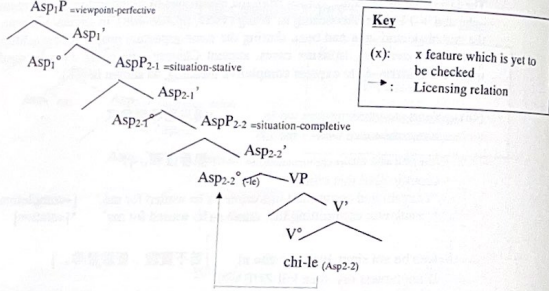 Asp₁P =viewpoint-perfective
Asp₁'
Asp₁° AspP₂₋₁ =situation-stative
Asp₂₋₁'
Asp₂₋₁° AspP₂₋₂ =situation-completive
Asp₂₋₂'
Asp₂₋₂° (-le) VP
V'
V°
chi-le (Asp2-2)
Key
(x): x feature which is yet to
be checked
: Licensing relation